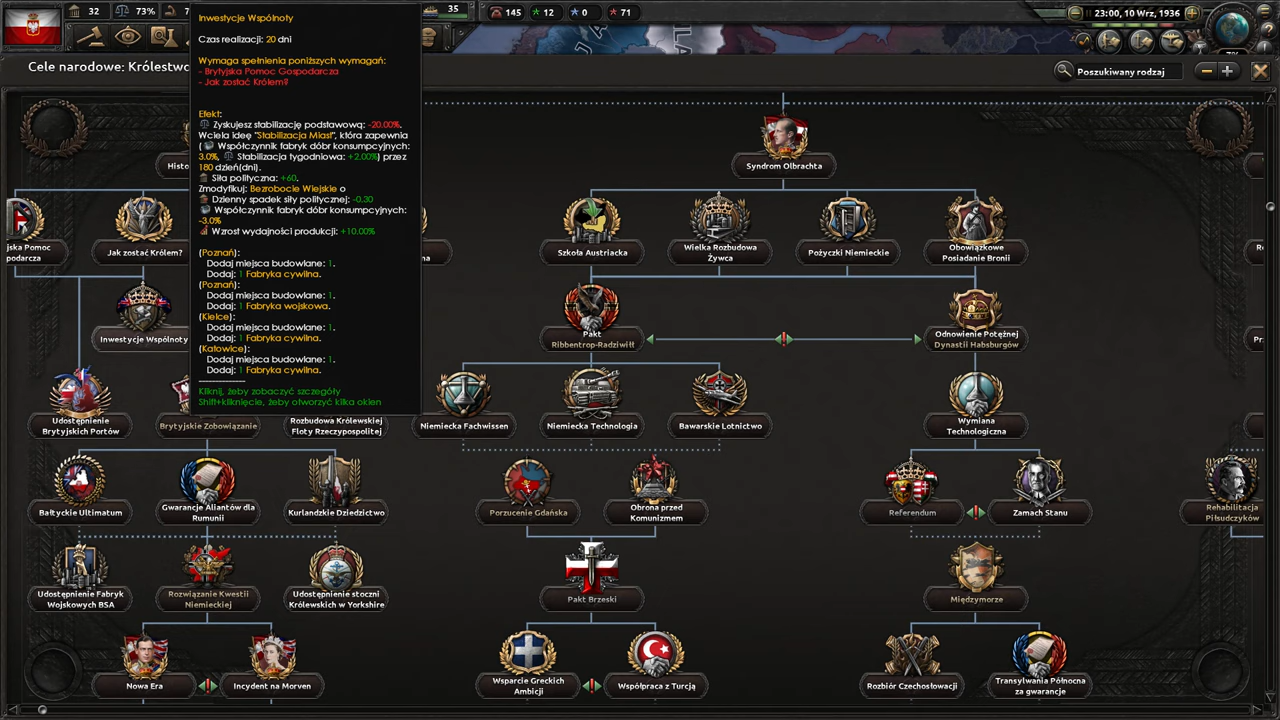 32
73%
35
145
12
0
71
23:00, 10 Wrz, 1936
Cele narodowe: Królestwo
Poszukiwany rodzaj
Inwestycje Wspólnoty
Czas realizacji: 20 dni
Wymaga spełnienia poniższych wymagań:
- Brytyjska Pomoc Gospodarcza
- Jak zostać Królem?
Efekt:
Zyskujesz stabilizację podstawową: -20.00%.
Wciela ideę "Stabilizacja Miast", która zapewnia
( Współczynnik fabryk dóbr konsumpcyjnych:
3.0%, Stabilizacja tygodniowa: +2.00%) przez
180 dzień(dni).
Siła polityczna: +60.
Zmodyfikuj: Bezrobocie Wiejskie o
Dzienny spadek siły politycznej: -0.30
Współczynnik fabryk dóbr konsumpcyjnych:
-3.0%
Wzrost wydajności produkcji: +10.00%
(Poznań):
Dodaj miejsca budowlane: 1.
Dodaj: 1 Fabryka cywilna.
(Poznań):
Dodaj miejsca budowlane: 1.
Dodaj: 1 Fabryka wojskowa.
(Kielce):
Dodaj miejsca budowlane: 1.
Dodaj: 1 Fabryka cywilna.
(Katowice):
Dodaj miejsca budowlane: 1.
Dodaj: 1 Fabryka cywilna.
Kliknij, żeby zobaczyć szczegóły
Shift+kliknięcie, żeby otworzyć kilka okien
Syndrom Olbrachta
Histo
jska Pomoc
podarcza
Jak zostać Królem?
na
Szkoła Austriacka
Wielka Rozbudowa
Żywca
Pożyczki Niemieckie
Obowiązkowe
Posiadanie Bronii
Inwestycje Wspólnoty
Pakt
Ribbentrop-Radziwiłł
Odnowienie Potężnej
Dynastii Habsburgów
Udostępnienie
Brytyjskich Portów
Brytyjskie Zobowiązanie
Rozbudowa Królewskiej
Floty Rzeczypospolitej
Niemiecka Fachwissen
Niemiecka Technologia
Bawarskie Lotnictwo
Wymiana
Technologiczna
Bałtyckie Ultimatum
Gwarancje Aliantów dla
Rumunii
Kurlandzkie Dziedzictwo
Porzucenie Gdańska
Obrona przed
Komunizmem
Referendum
Zamach Stanu
Rehabilitacja
Piłsudczyków
Udostępnienie Fabryk
Wojskowych BSA
Rozwiązanie Kwestii
Niemieckiej
Udostępnienie stoczni
Królewskich w Yorkshire
Pakt Brzeski
Międzymorze
Nowa Era
Incydent na Morven
Wsparcie Greckich
Ambicji
Współpraca z Turcją
Rozbiór Czechosłowacji
Transylwania Północna
za gwarancje